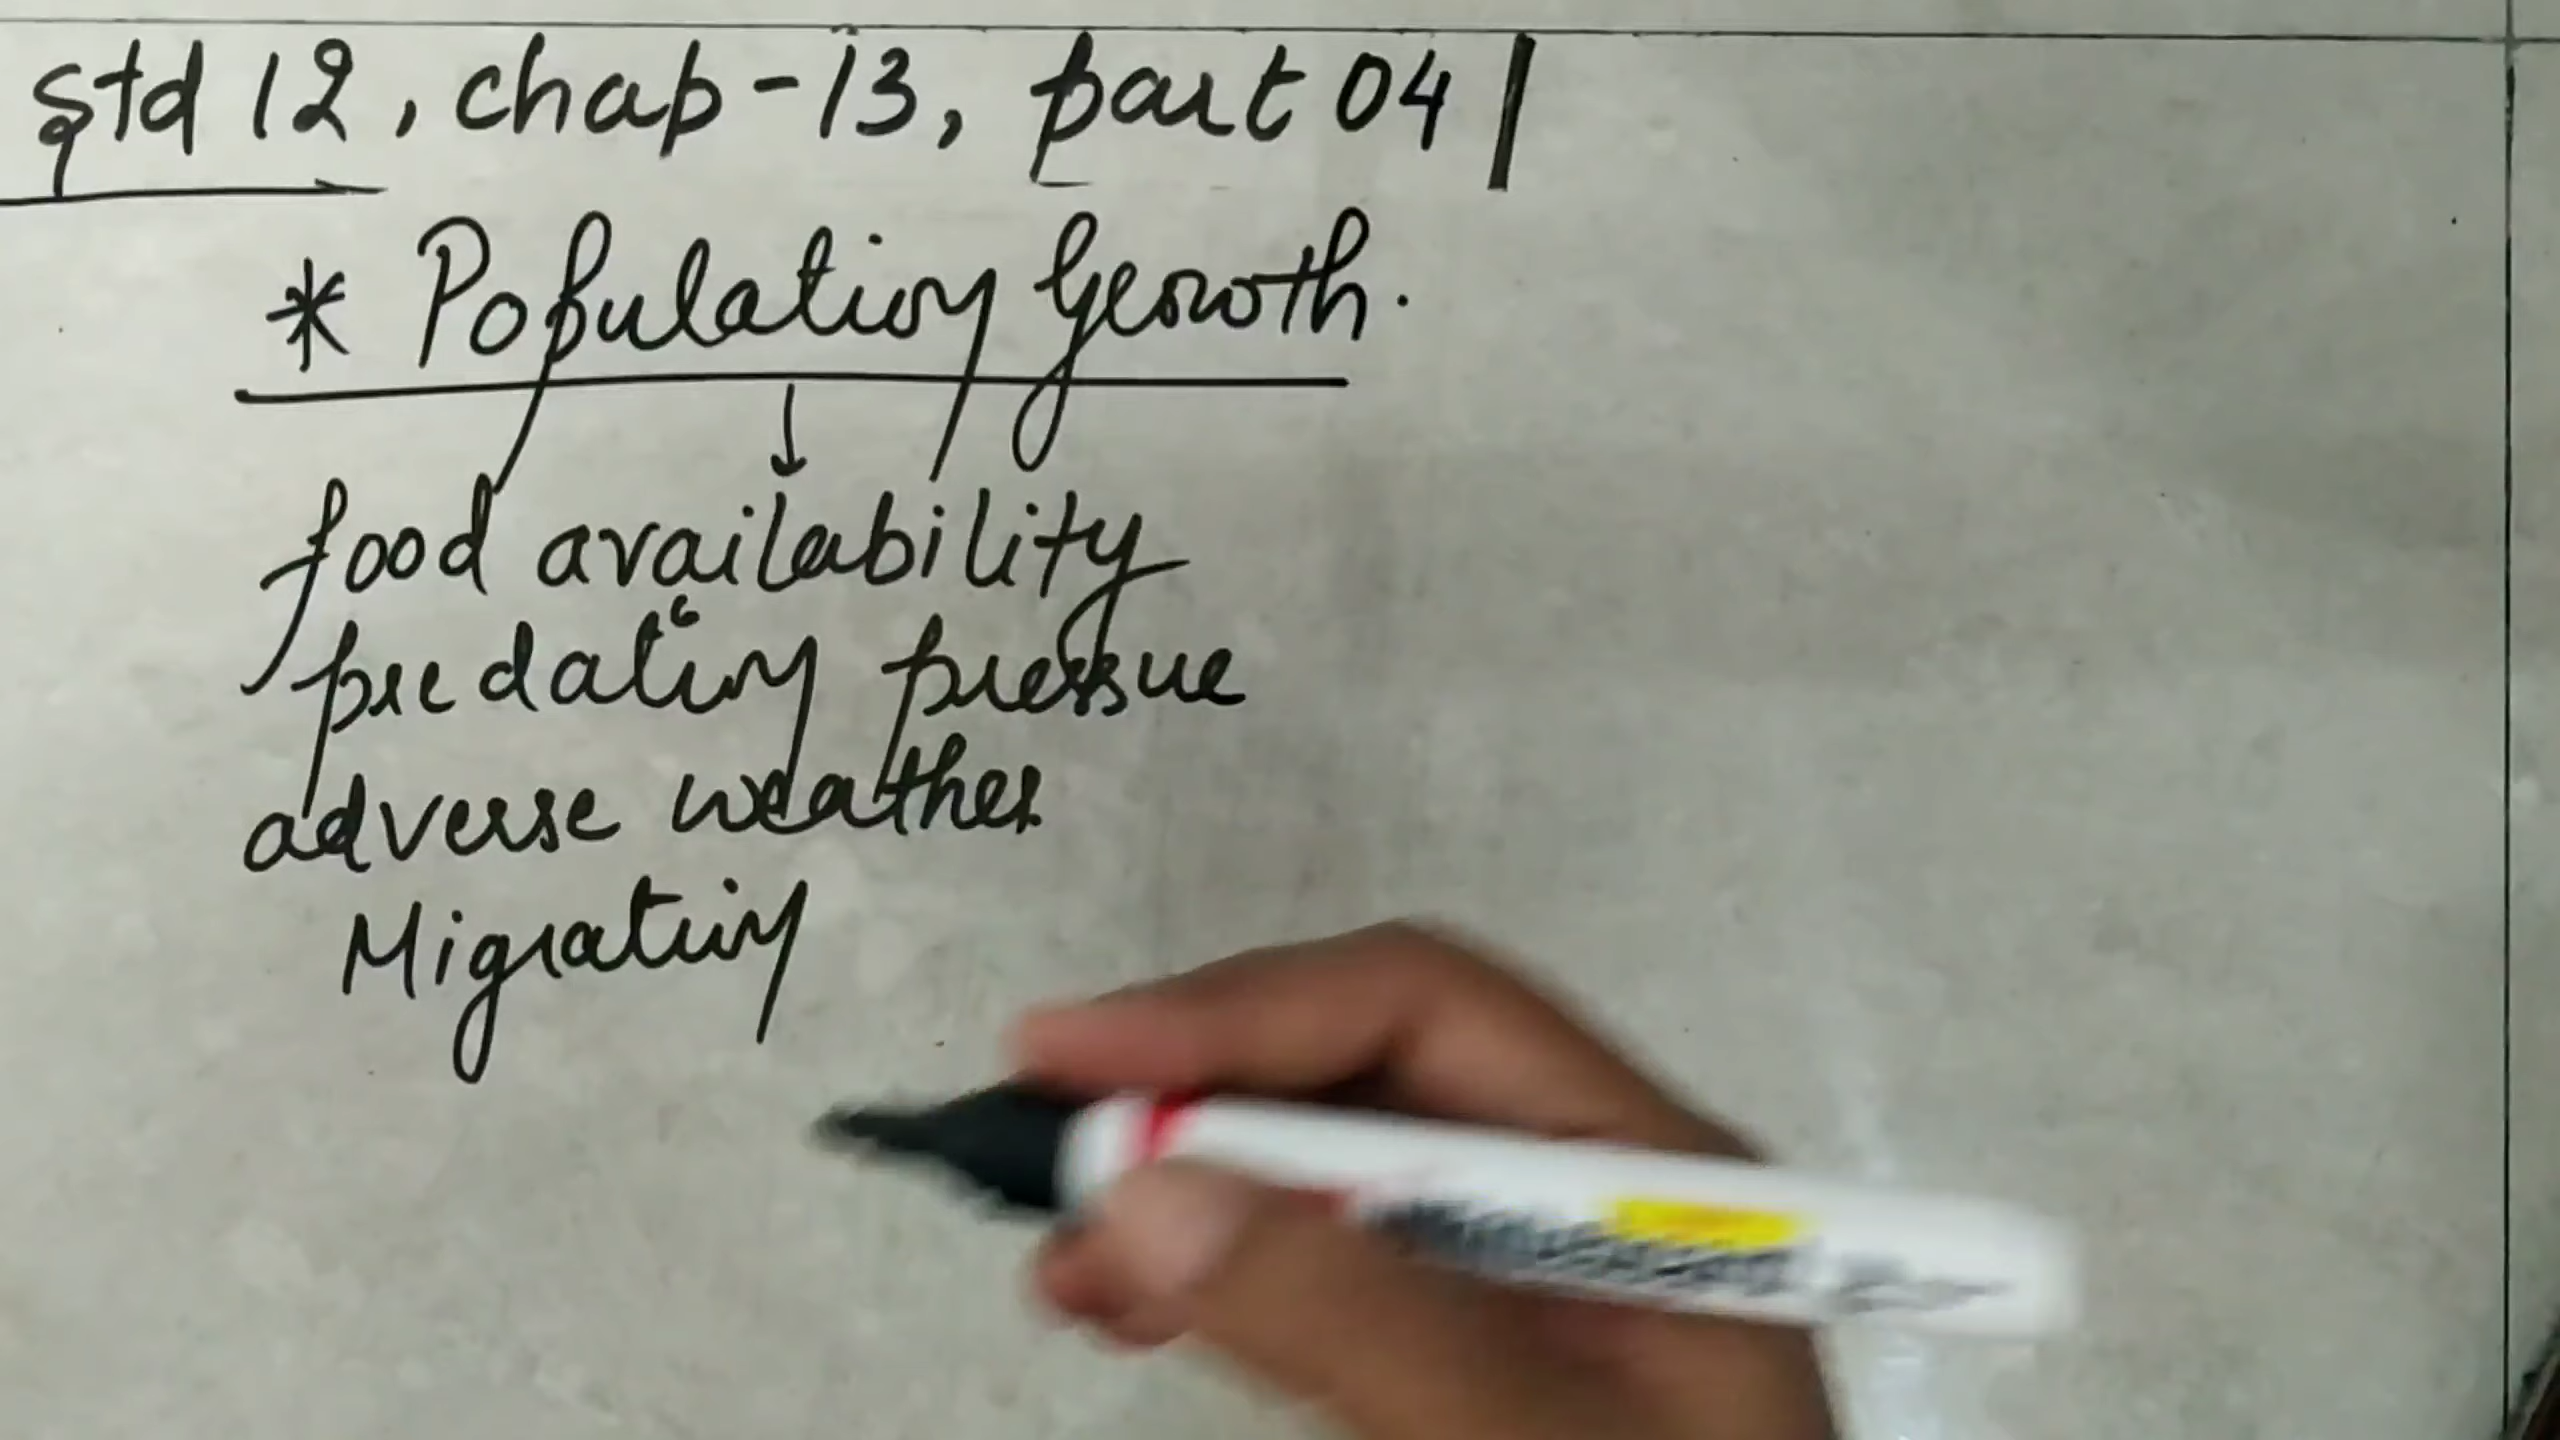 std 12, chap-13, part 04
* Population Growth.
food availability
predation pressure
adverse weather
Migration